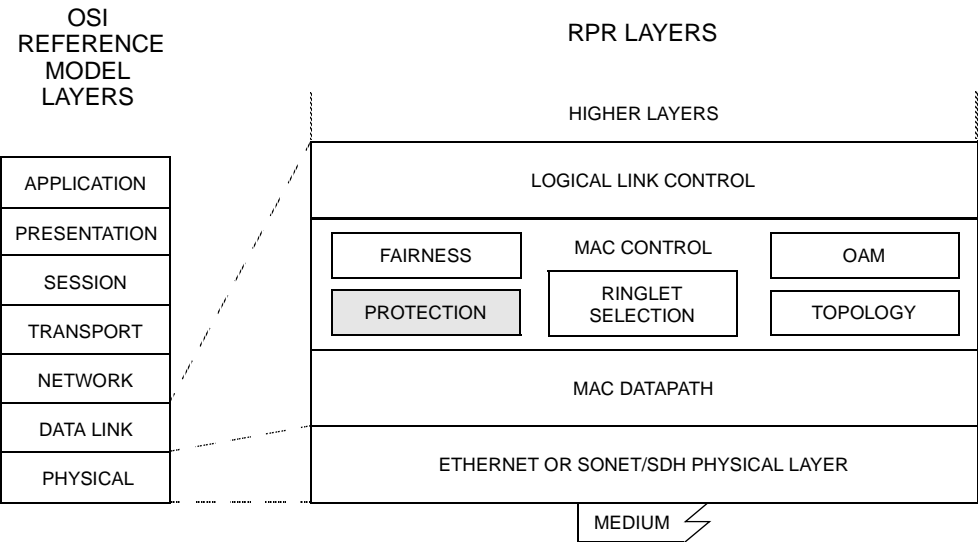 OSI
REFERENCE
MODEL
LAYERS
APPLICATION
PRESENTATION
SESSION
TRANSPORT
NETWORK
DATA LINK
PHYSICAL
RPR LAYERS
HIGHER LAYERS
LOGICAL LINK CONTROL
FAIRNESS
MAC CONTROL
OAM
PROTECTION
RINGLET
SELECTION
TOPOLOGY
MAC DATAPATH
ETHERNET OR SONET/SDH PHYSICAL LAYER
MEDIUM